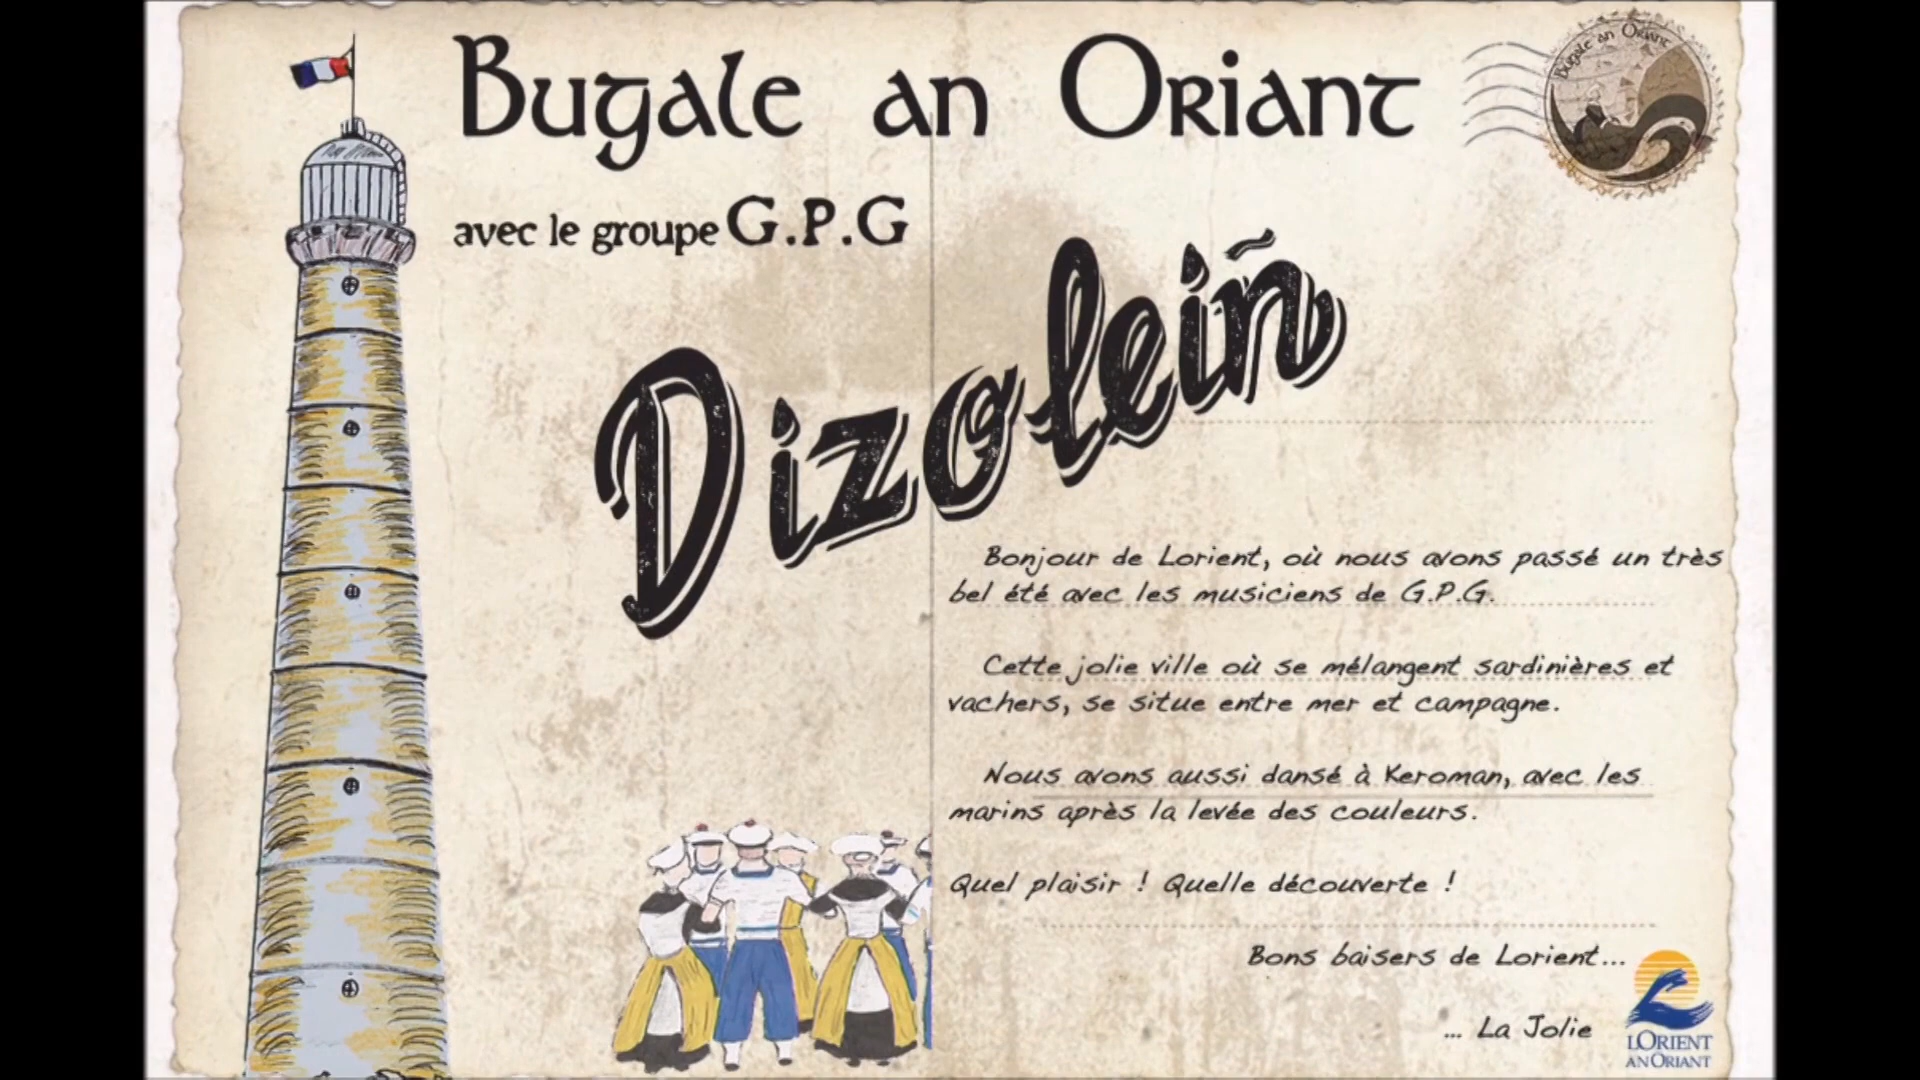 Bugale an Oriant
Bugale an Oriant
avec le groupe G.P.G
Dizoleiñ
Bonjour de Lorient, où nous avons passé un très
bel été avec les musiciens de G.P.G.
Cette jolie ville où se mélangent sardinières et
vachers, se situe entre mer et campagne.
Nous avons aussi dansé à Keroman, avec les
marins après la levée des couleurs.
Quel plaisir ! Quelle découverte !
Bons baisers de Lorient...
... La Jolie
LORIENT
AN ORIANT